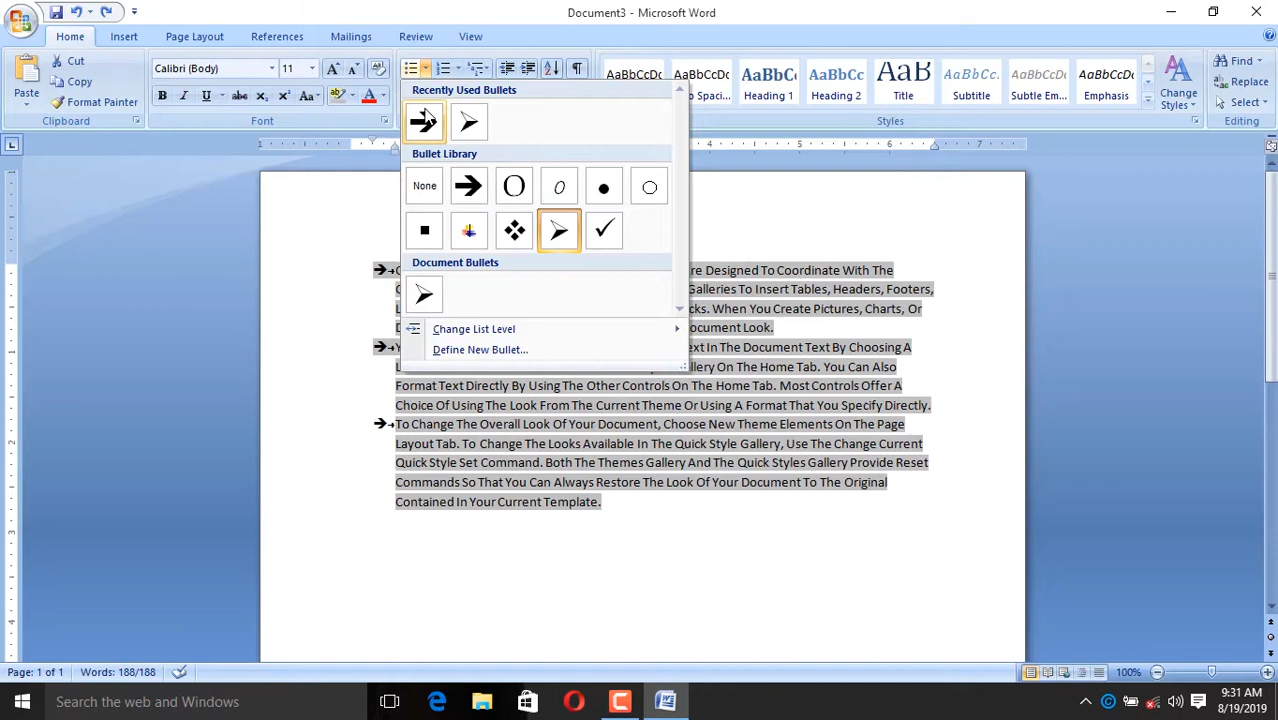 Document3 - Microsoft Word
Home Insert Page Layout References Mailings Review View
Cut
Copy
Format Painter
Paste
Clipboard
Calibri (Body) 11
Font
AaBbCcDc AaBbCcDc AaBbC AaBbCc AaB AaBbCc. AaBbCcDc AaBbCcDc
Heading 1 Heading 2 Title Subtitle Subtle Em... Emphasis
Change Styles
Styles
Find
Replace
Select
Editing
Recently Used Bullets
Bullet Library
None
Document Bullets
Change List Level
Define New Bullet...
re Designed To Coordinate With The
Galleries To Insert Tables, Headers, Footers,
cks. When You Create Pictures, Charts, Or
ocument Look.
ext In The Document Text By Choosing A
ery On The Home Tab. You Can Also
Format Text Directly By Using The Other Controls On The Home Tab. Most Controls Offer A
Choice Of Using The Look From The Current Theme Or Using A Format That You Specify Directly.
To Change The Overall Look Of Your Document, Choose New Theme Elements On The Page
Layout Tab. To Change The Looks Available In The Quick Style Gallery, Use The Change Current
Quick Style Set Command. Both The Themes Gallery And The Quick Styles Gallery Provide Reset
Commands So That You Can Always Restore The Look Of Your Document To The Original
Contained In Your Current Template.
Page: 1 of 1 Words: 188/188
100%
Search the web and Windows
9:31 AM
8/19/2019